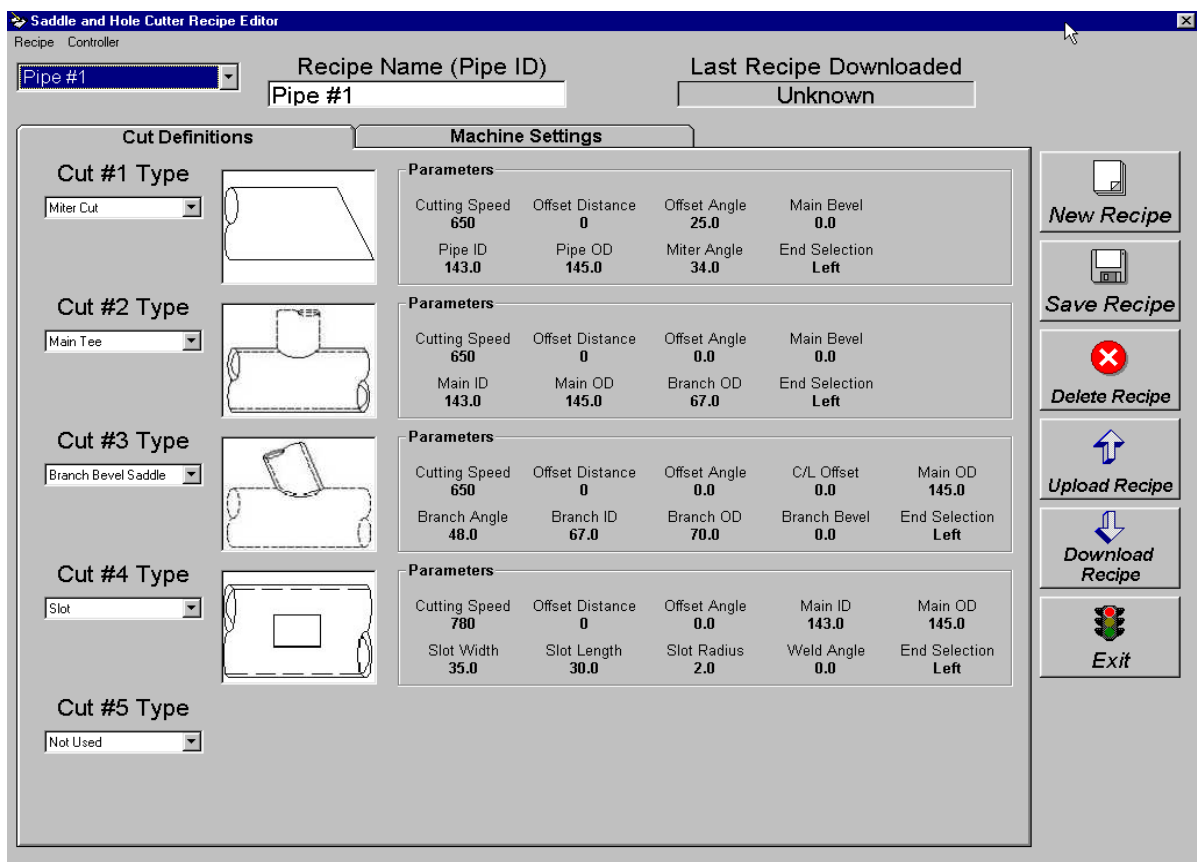 Saddle and Hole Cutter Recipe Editor
Recipe Controller
Pipe #1
Recipe Name (Pipe ID)
Pipe #1
Last Recipe Downloaded
Unknown
Cut Definitions
Machine Settings
Cut #1 Type
Miter Cut
Parameters
Cutting Speed Offset Distance Offset Angle Main Bevel
650 0 25.0 0.0
Pipe ID Pipe OD Miter Angle End Selection
143.0 145.0 34.0 Left
Cut #2 Type
Main Tee
Parameters
Cutting Speed Offset Distance Offset Angle Main Bevel
650 0 0.0 0.0
Main ID Main OD Branch OD End Selection
143.0 145.0 67.0 Left
Cut #3 Type
Branch Bevel Saddle
Parameters
Cutting Speed Offset Distance Offset Angle C/L Offset Main OD
650 0 0.0 0.0 145.0
Branch Angle Branch ID Branch OD Branch Bevel End Selection
48.0 67.0 70.0 0.0 Left
Cut #4 Type
Slot
Parameters
Cutting Speed Offset Distance Offset Angle Main ID Main OD
780 0 0.0 143.0 145.0
Slot Width Slot Length Slot Radius Weld Angle End Selection
35.0 30.0 2.0 0.0 Left
Cut #5 Type
Not Used
New Recipe
Save Recipe
Delete Recipe
Upload Recipe
Download
Recipe
Exit